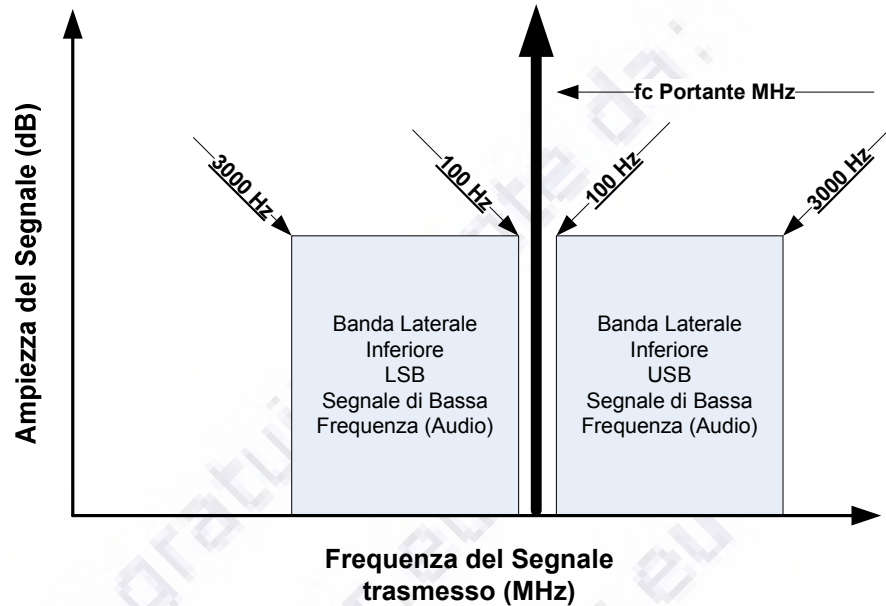 Ampiezza del Segnale (dB)
fc Portante MHz
3000 Hz
100 Hz
100 Hz
3000 Hz
Banda Laterale
Inferiore
LSB
Segnale di Bassa
Frequenza (Audio)
Banda Laterale
Inferiore
USB
Segnale di Bassa
Frequenza (Audio)
Frequenza del Segnale
trasmesso (MHz)